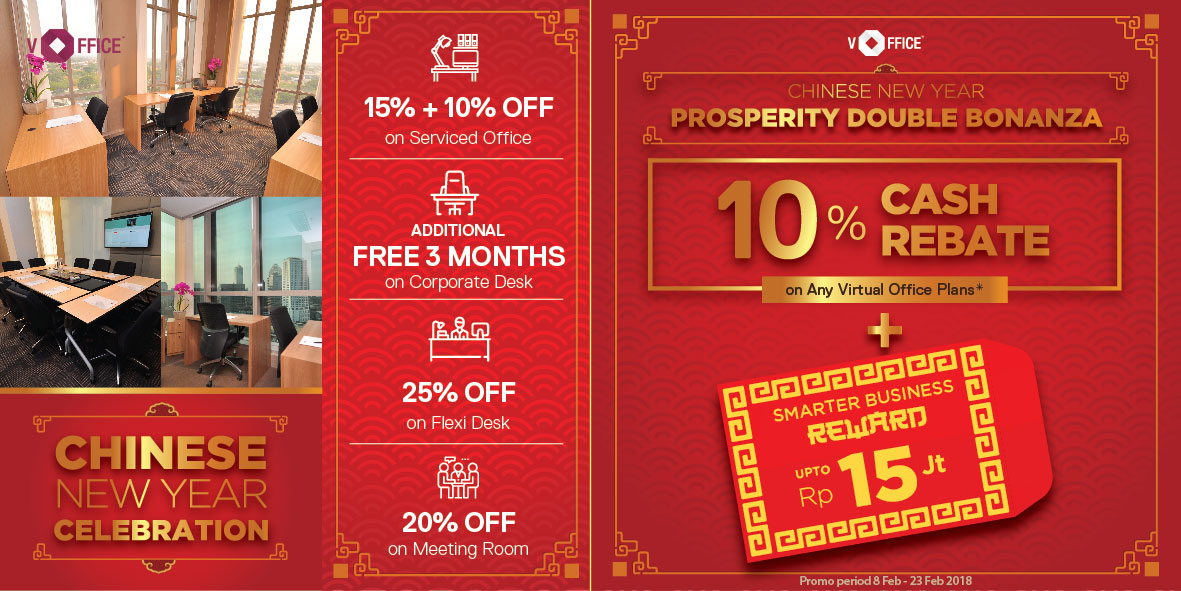 VOFFICE
CHINESE
NEW YEAR
CELEBRATION
15% + 10% OFF
on Serviced Office
ADDITIONAL
FREE 3 MONTHS
on Corporate Desk
25% OFF
on Flexi Desk
20% OFF
on Meeting Room
VOFFICE
CHINESE NEW YEAR
PROSPERITY DOUBLE BONANZA
10% CASH
REBATE
on Any Virtual Office Plans*
+
SMARTER BUSINESS
REWARD
UPTO
Rp 15 Jt
Promo period 8 Feb - 23 Feb 2018